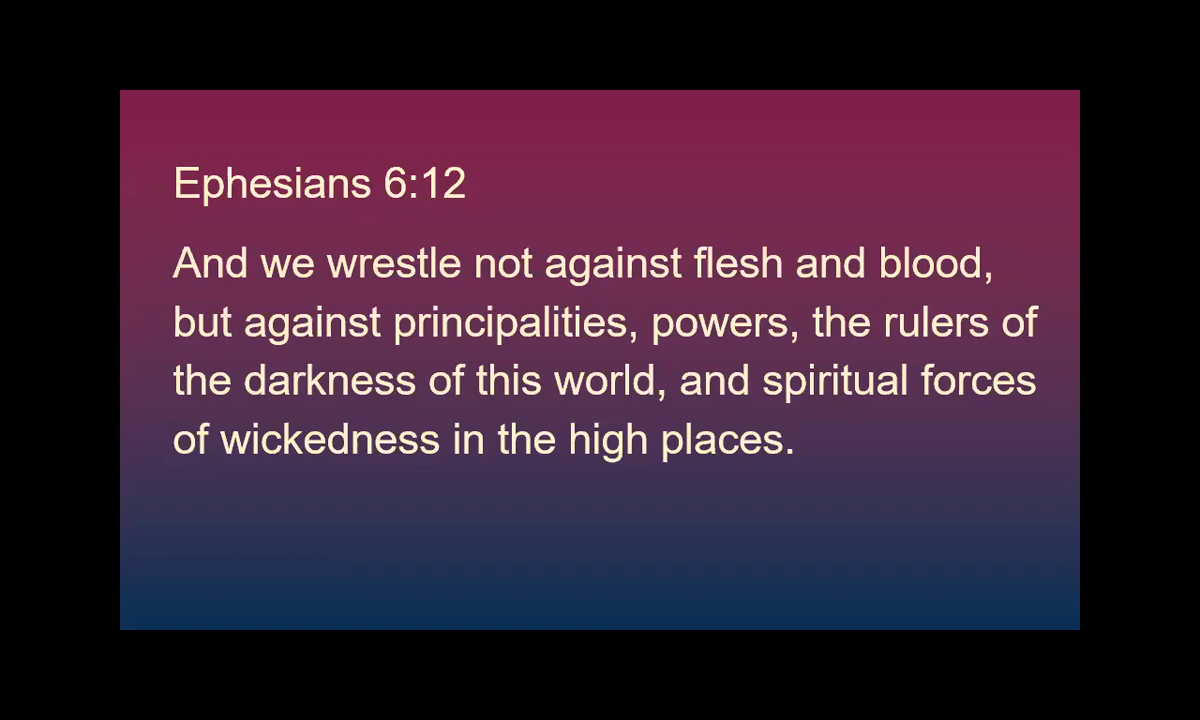 Ephesians 6:12
And we wrestle not against flesh and blood,
but against principalities, powers, the rulers of
the darkness of this world, and spiritual forces
of wickedness in the high places.